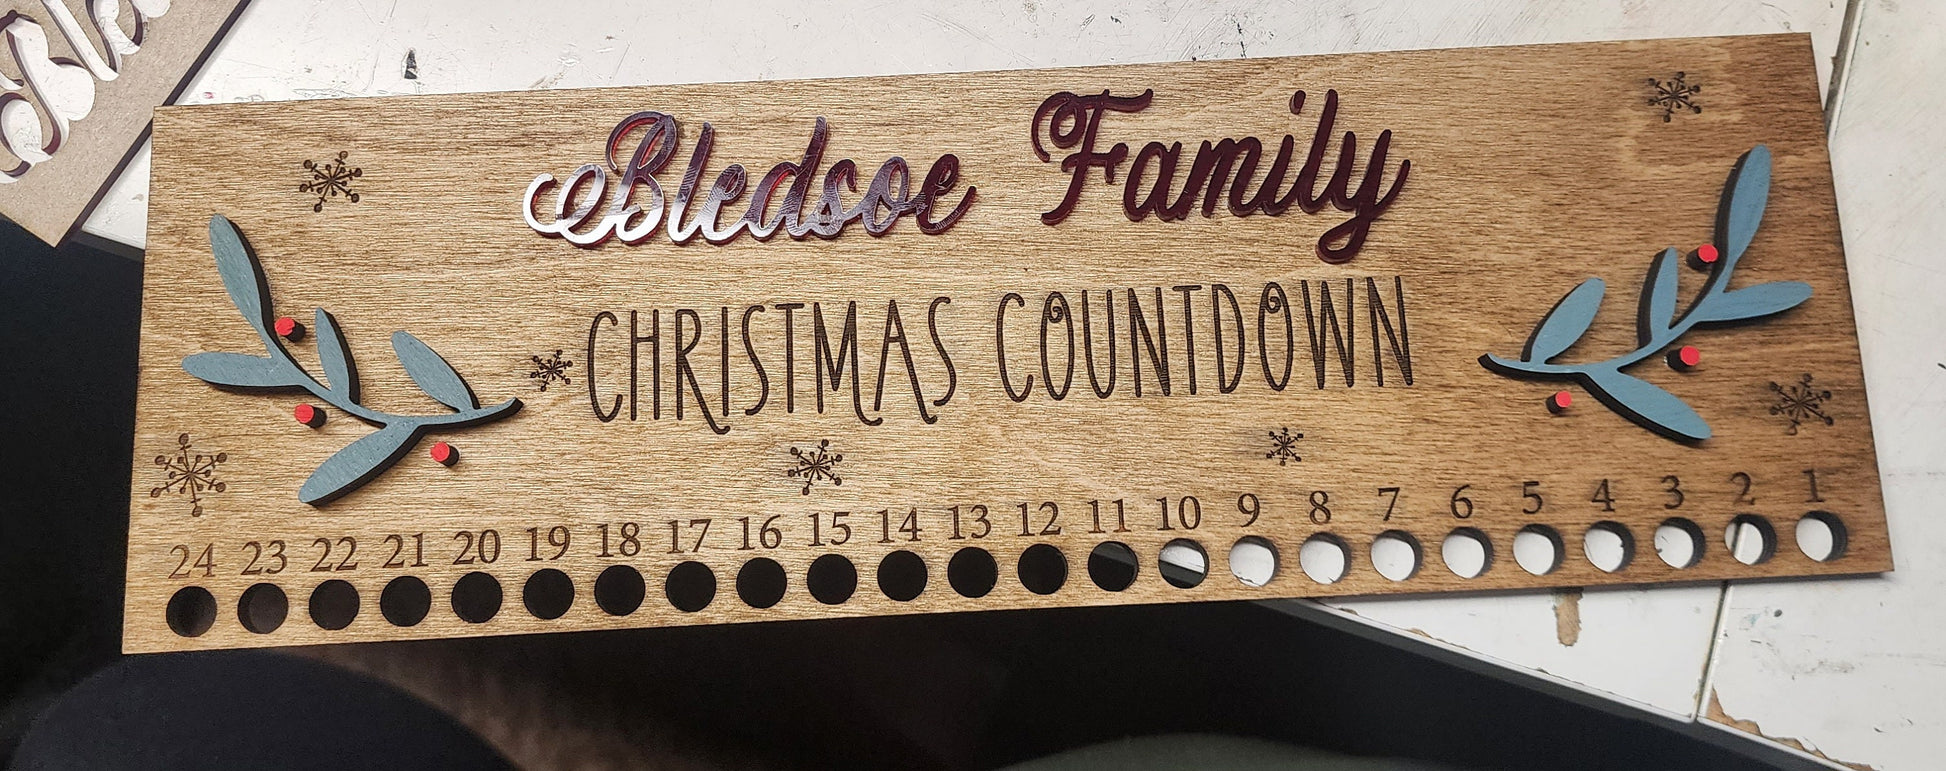 Bledsoe Family
CHRISTMAS COUNTDOWN
24 23 22 21 20 19 18 17 16 15 14 13 12 11 10 9 8 7 6 5 4 3 2 1